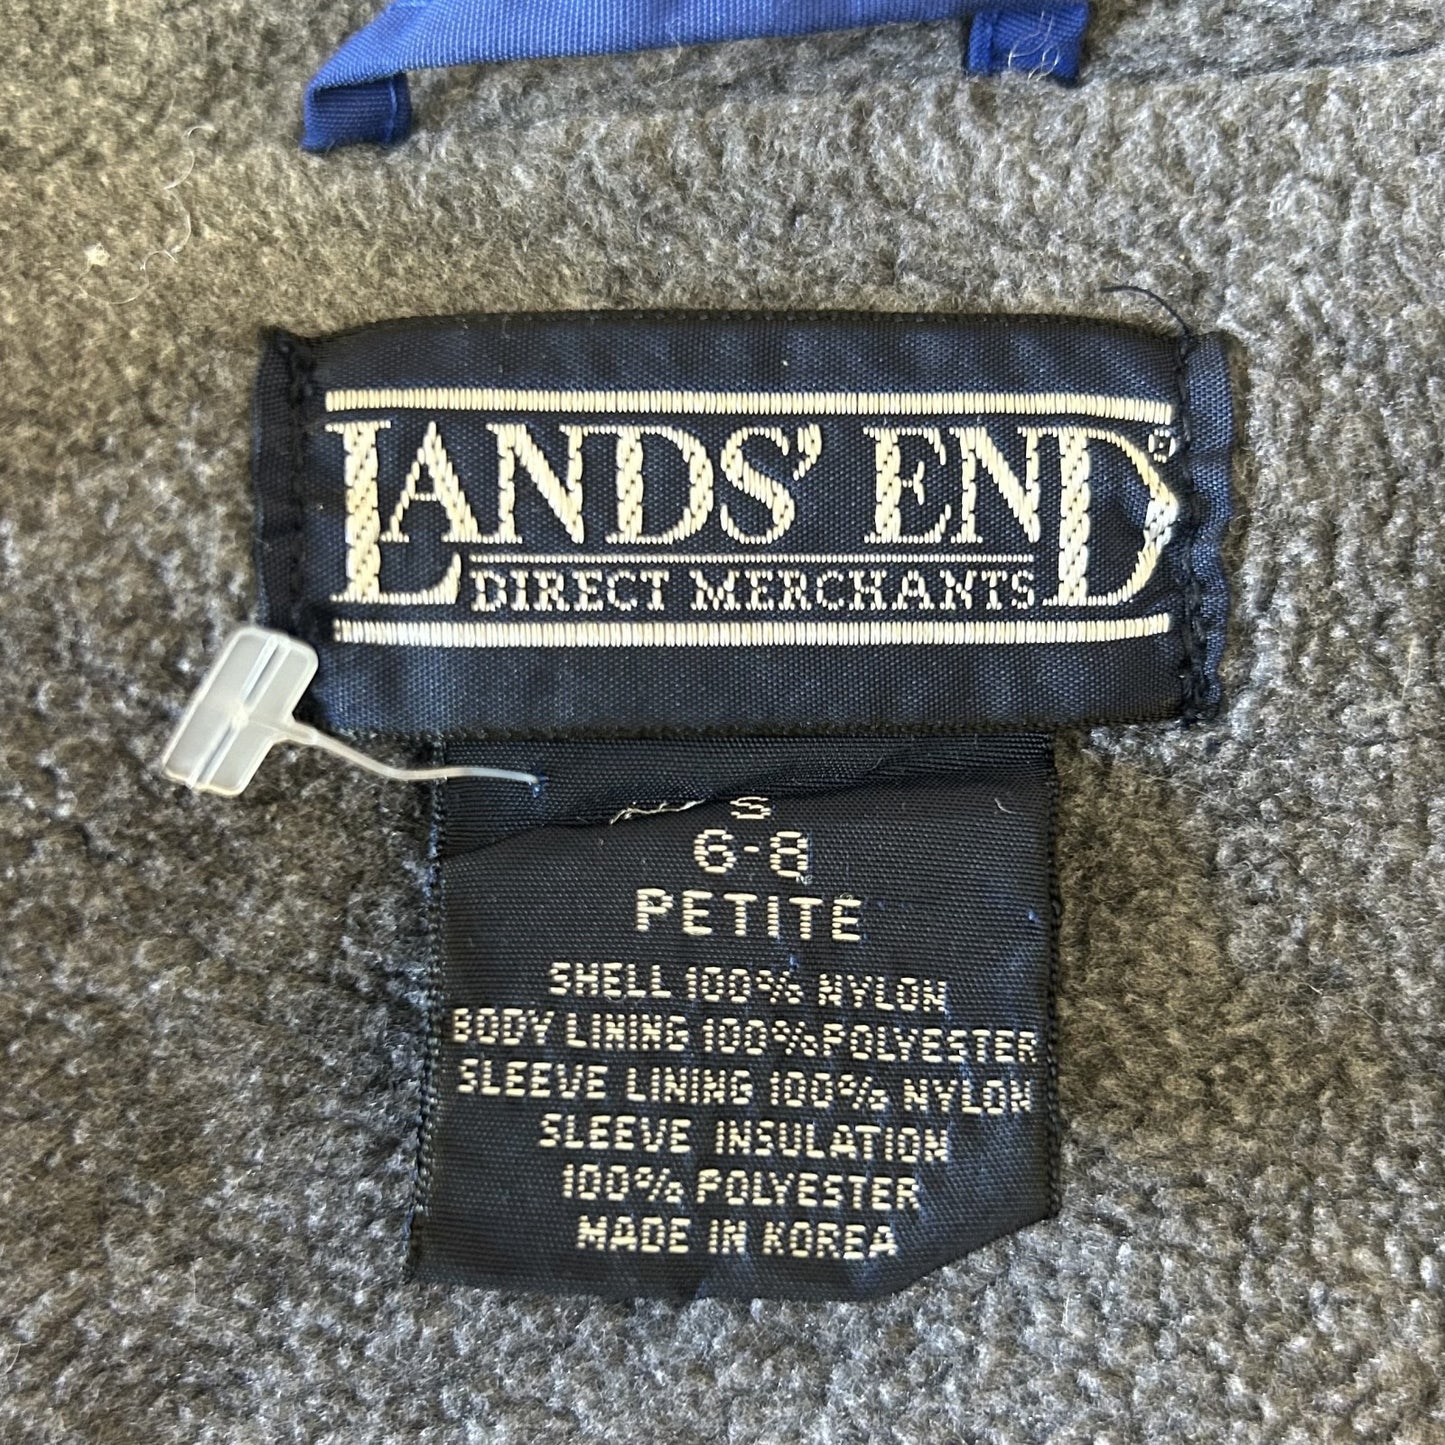 LANDS' END®
DIRECT MERCHANTS
S
6-8
PETITE
SHELL 100% NYLON
BODY LINING 100% POLYESTER
SLEEVE LINING 100% NYLON
SLEEVE INSULATION
100% POLYESTER
MADE IN KOREA